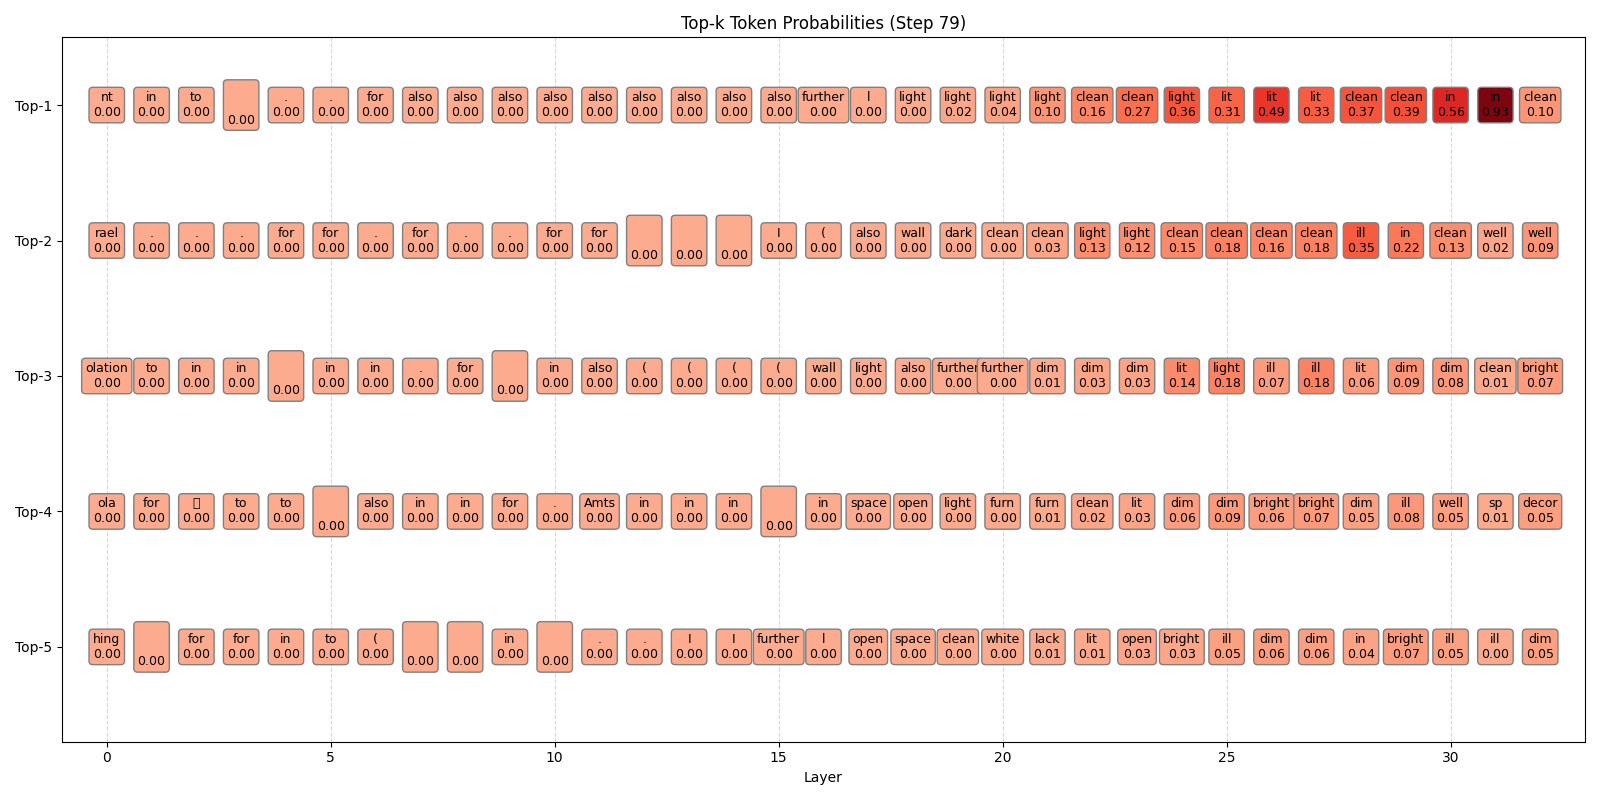 Top-k Token Probabilities (Step 79)
nt in to . . for also also also also also also also also also further I light light light light clean clean light lit lit lit clean clean in in clean
Top-1 0.00 0.00 0.00 0.00 0.00 0.00 0.00 0.00 0.00 0.00 0.00 0.00 0.00 0.00 0.00 0.00 0.00 0.00 0.00 0.02 0.04 0.10 0.16 0.27 0.36 0.31 0.49 0.33 0.37 0.39 0.56 0.93 0.10
rael . . . for for . for . . for for I ( also wall dark clean clean light light clean clean clean clean ill in clean well well
Top-2 0.00 0.00 0.00 0.00 0.00 0.00 0.00 0.00 0.00 0.00 0.00 0.00 0.00 0.00 0.00 0.00 0.00 0.00 0.00 0.00 0.00 0.03 0.13 0.12 0.15 0.18 0.16 0.18 0.35 0.22 0.13 0.02 0.09
olation to in in in in . for in also ( ( ( ( wall light also further further dim dim dim lit light ill ill lit dim dim clean bright
Top-3 0.00 0.00 0.00 0.00 0.00 0.00 0.00 0.00 0.00 0.00 0.00 0.00 0.00 0.00 0.00 0.00 0.00 0.00 0.00 0.00 0.00 0.01 0.03 0.03 0.14 0.18 0.07 0.18 0.06 0.09 0.08 0.01 0.07
ola for to to also in in for . Amts in in in in space open light furn furn clean lit dim dim bright bright dim ill well sp decor
Top-4 0.00 0.00 0.00 0.00 0.00 0.00 0.00 0.00 0.00 0.00 0.00 0.00 0.00 0.00 0.00 0.00 0.00 0.00 0.00 0.00 0.00 0.01 0.02 0.03 0.06 0.09 0.06 0.07 0.05 0.08 0.05 0.01 0.05
hing for for in to ( in . . I I further l open space clean white lack lit open bright ill dim dim in bright ill ill dim
Top-5 0.00 0.00 0.00 0.00 0.00 0.00 0.00 0.00 0.00 0.00 0.00 0.00 0.00 0.00 0.00 0.00 0.00 0.00 0.00 0.00 0.00 0.01 0.01 0.03 0.03 0.05 0.06 0.06 0.04 0.07 0.05 0.00 0.05
0 5 10 15 20 25 30
Layer